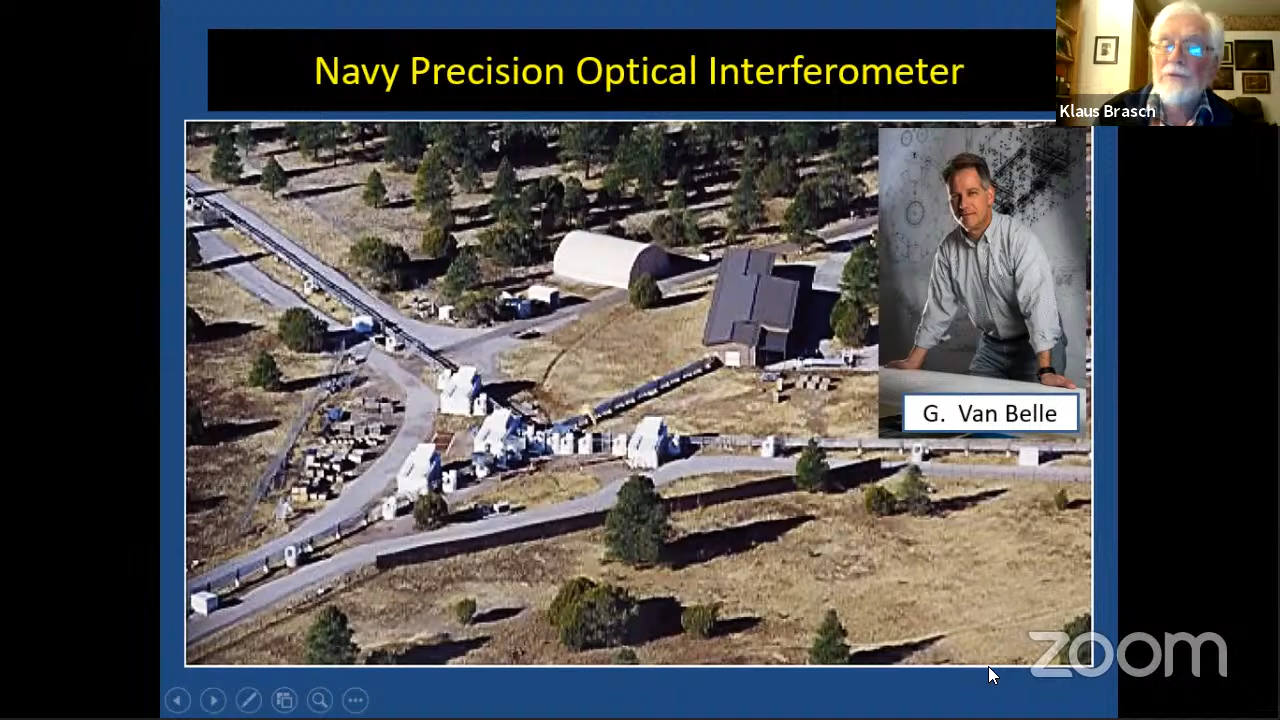 Navy Precision Optical Interferometer
Klaus Brasch
G. Van Belle
zoom